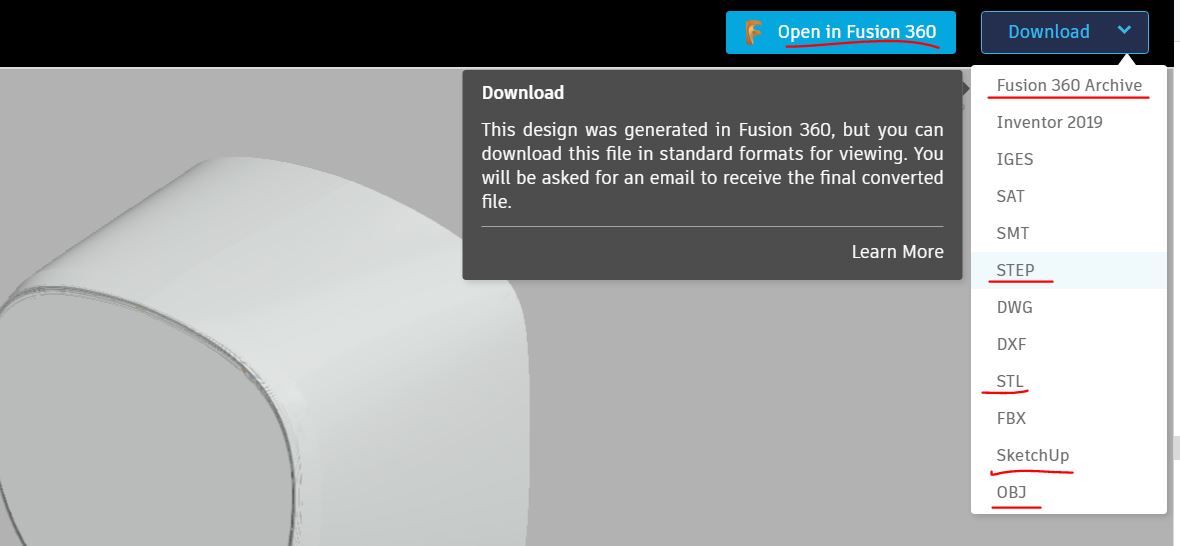 Open in Fusion 360
Download
Download
This design was generated in Fusion 360, but you can
download this file in standard formats for viewing. You
will be asked for an email to receive the final converted
file.
Learn More
Fusion 360 Archive
Inventor 2019
IGES
SAT
SMT
STEP
DWG
DXF
STL
FBX
SketchUp
OBJ